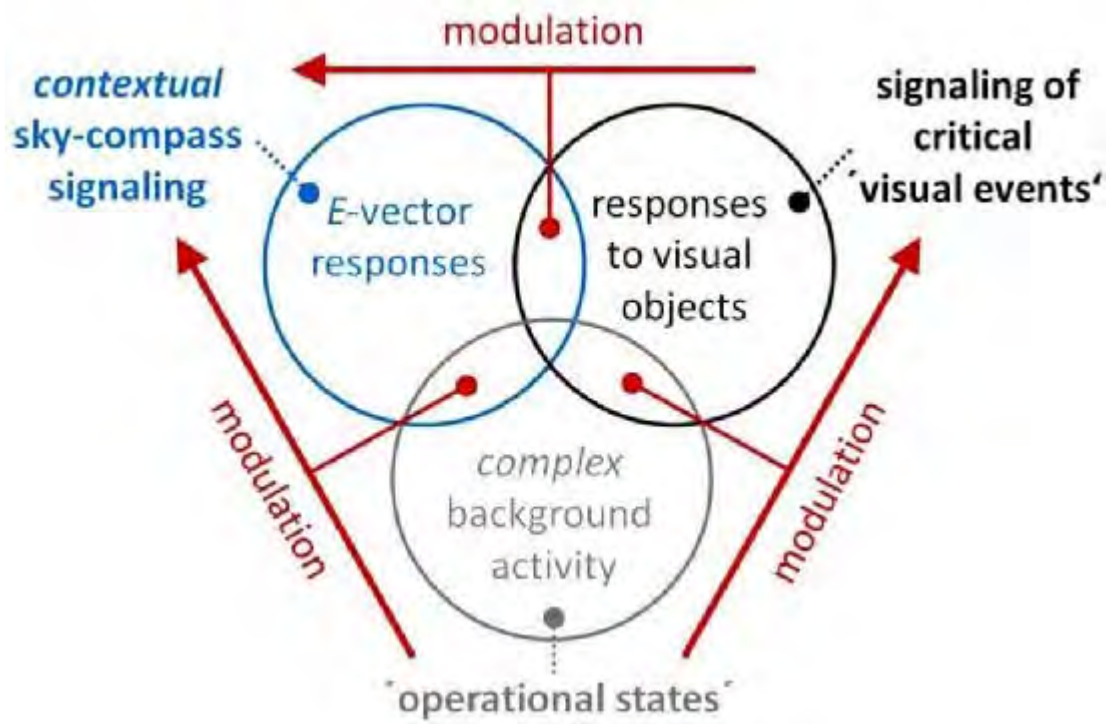 modulation
contextual
sky-compass
signaling
signaling of
critical
´visual events‘
E-vector
responses
responses
to visual
objects
modulation
modulation
complex
background
activity
´operational states´